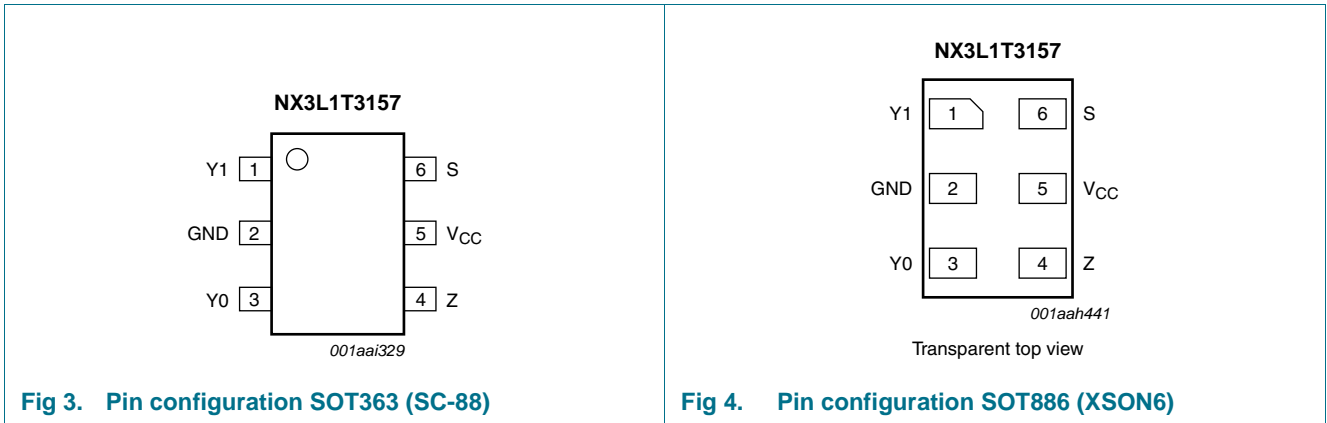 NX3L1T3157
Y1 1 6 S
GND 2 5 VCC
Y0 3 4 Z
001aai329
Fig 3. Pin configuration SOT363 (SC-88)
NX3L1T3157
Y1 1 6 S
GND 2 5 VCC
Y0 3 4 Z
001aah441
Transparent top view
Fig 4. Pin configuration SOT886 (XSON6)